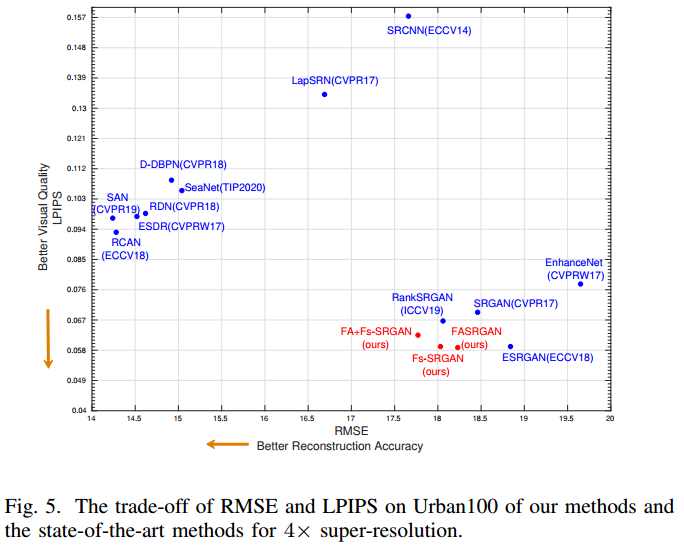 0.157
SRCNN(ECCV14)
0.148
LapSRN(CVPR17)
0.139
0.13
0.121
D-DBPN(CVPR18)
0.112
SeaNet(TIP2020)
SAN
(CVPR19)
RDN(CVPR18)
0.103
ESDR(CVPRW17)
0.094
RCAN
(ECCV18)
0.085
EnhanceNet
(CVPRW17)
0.076
RankSRGAN
(ICCV19)
SRGAN(CVPR17)
0.067
FA+Fs-SRGAN
(ours)
FASRGAN
(ours)
Fs-SRGAN
(ours)
ESRGAN(ECCV18)
0.058
0.049
0.04
Better Visual Quality
LPIPS
14 14.5 15 15.5 16 16.5 17 17.5 18 18.5 19 19.5 20
RMSE
Better Reconstruction Accuracy
Fig. 5. The trade-off of RMSE and LPIPS on Urban100 of our methods and
the state-of-the-art methods for 4× super-resolution.